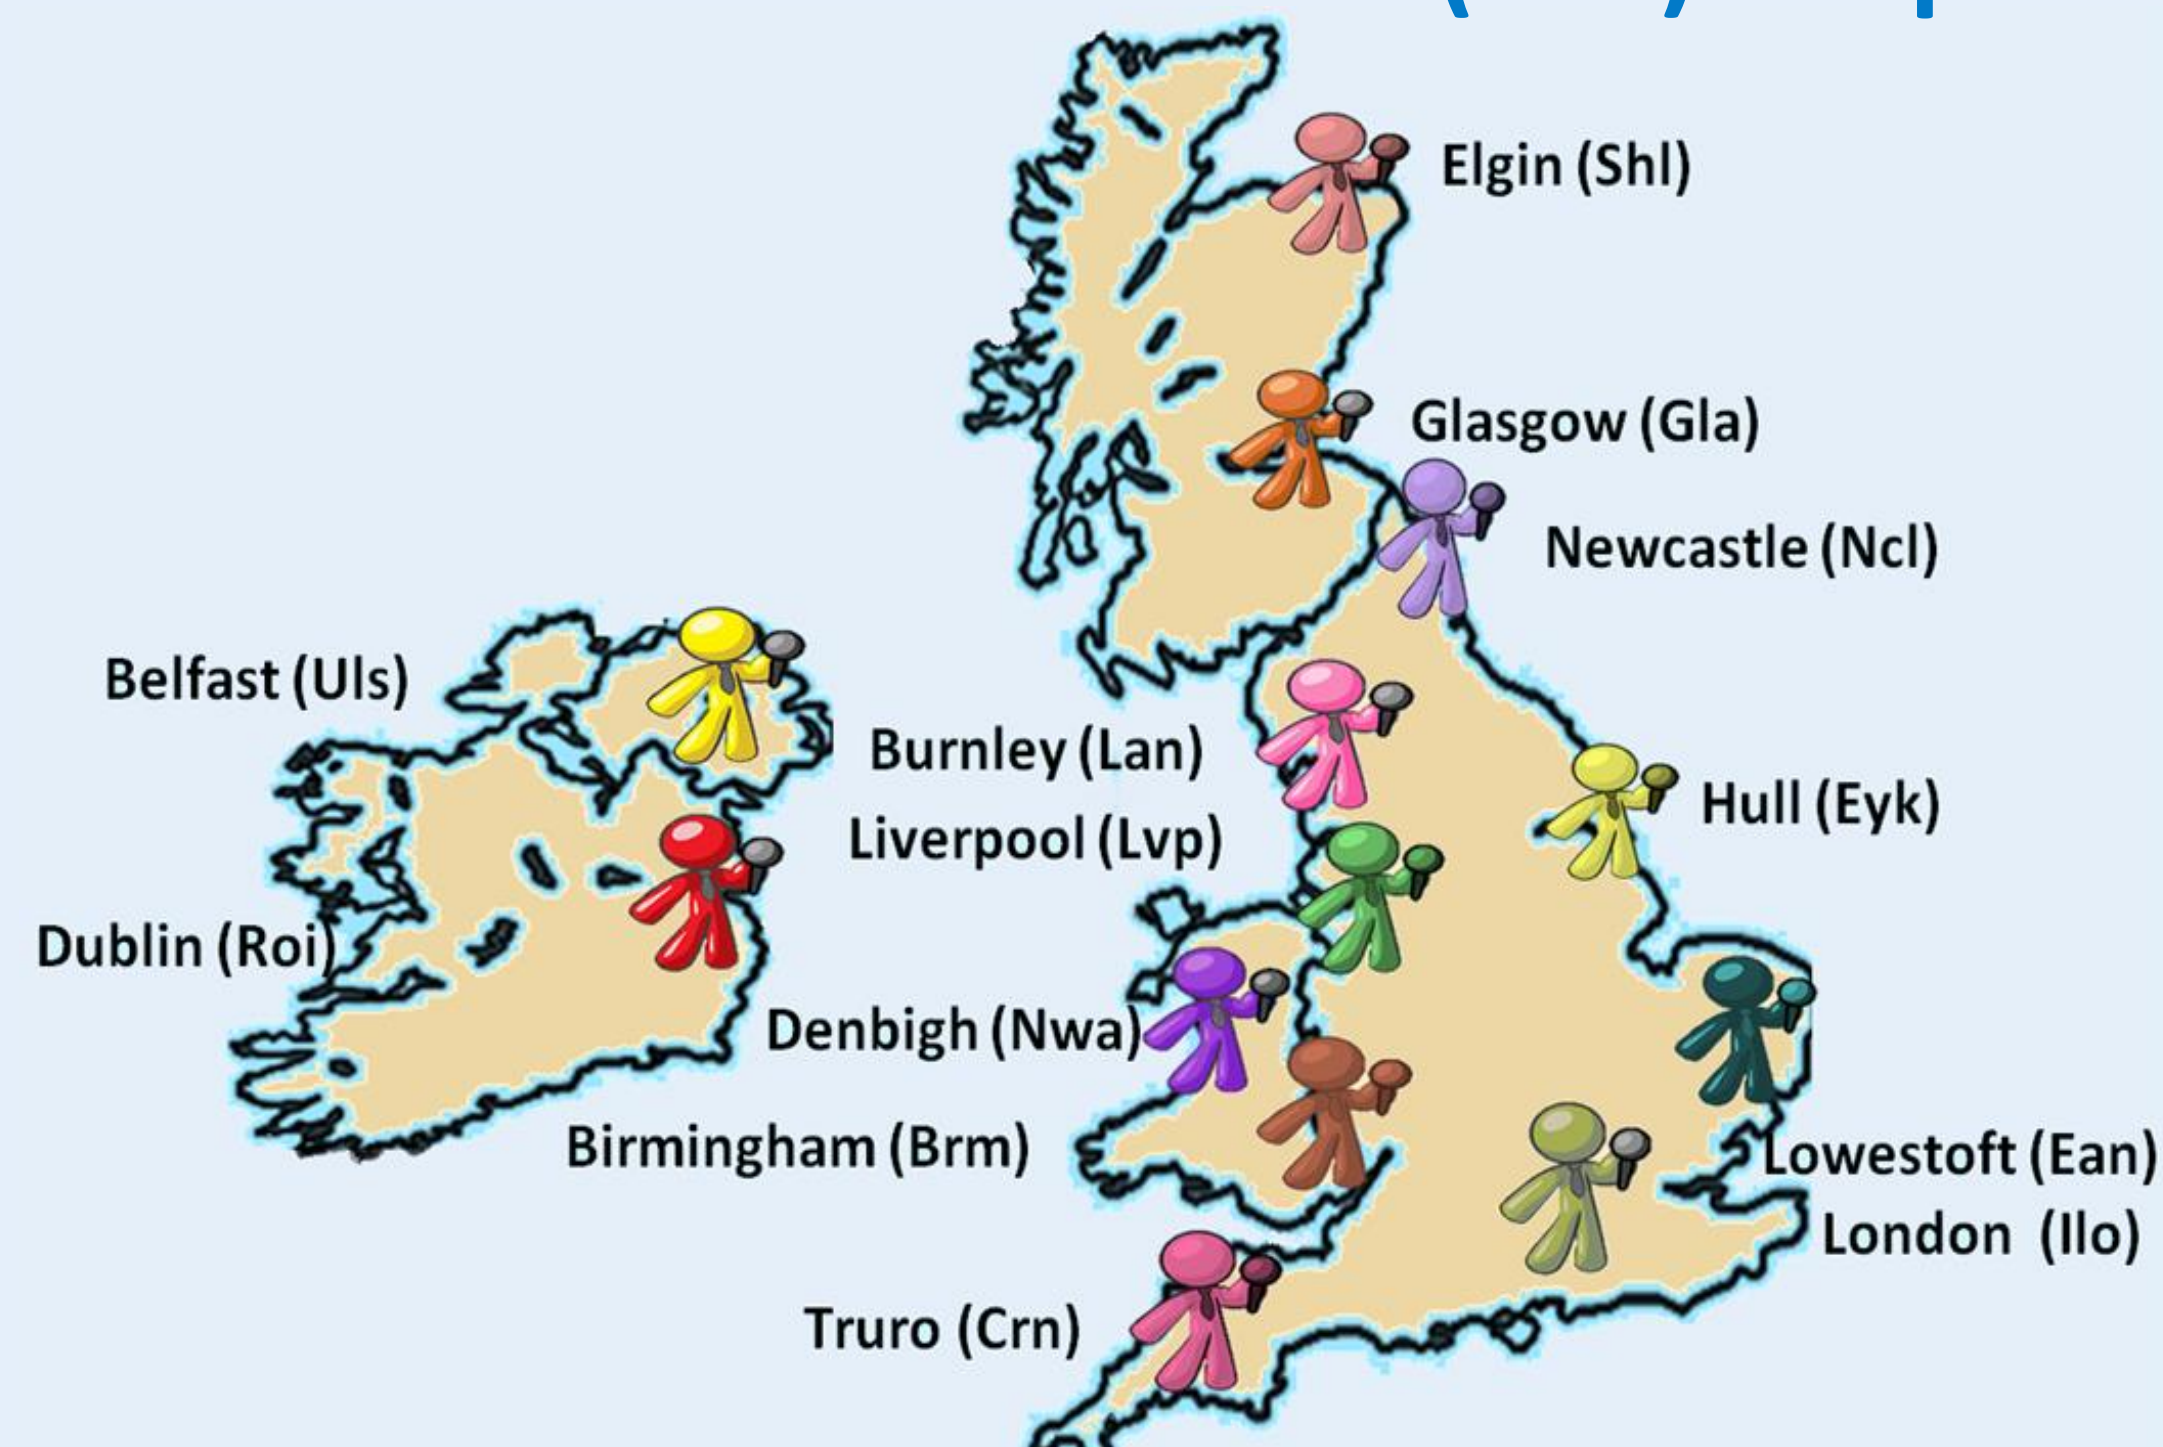 Elgin (Shl)
Glasgow (Gla)
Newcastle (Ncl)
Belfast (Uls)
Burnley (Lan)
Hull (Eyk)
Liverpool (Lvp)
Dublin (Roi)
Denbigh (Nwa)
Birmingham (Brm)
Lowestoft (Ean)
London (Ilo)
Truro (Crn)